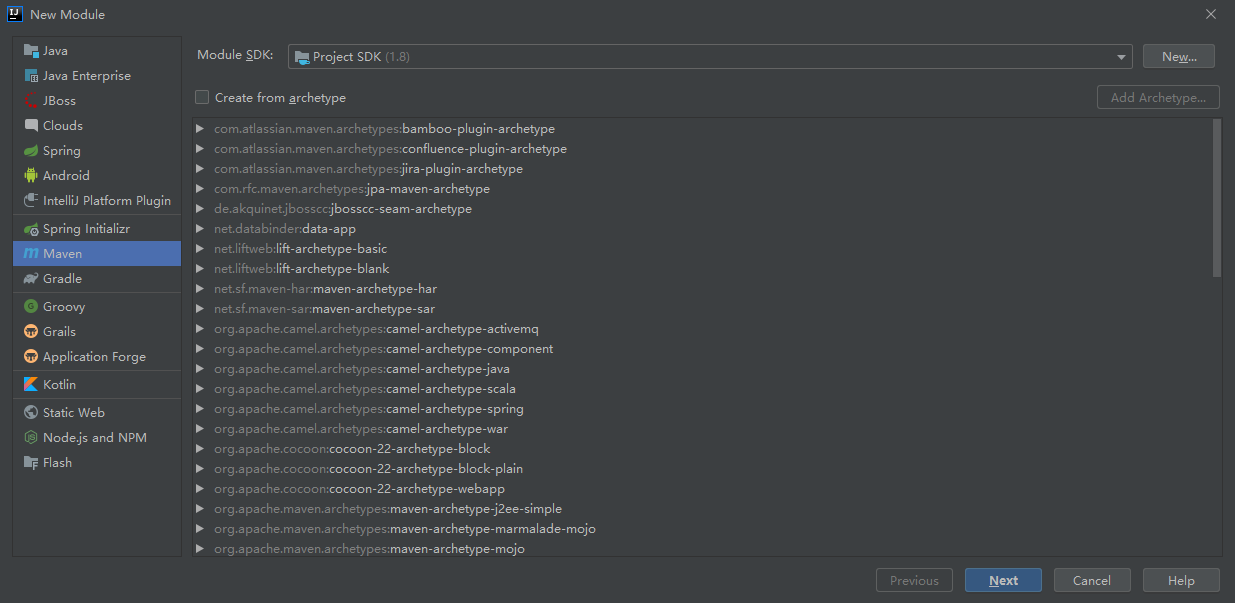 New Module
Java
Java Enterprise
JBoss
Clouds
Spring
Android
IntelliJ Platform Plugin
Spring Initializr
Maven
Gradle
Groovy
Grails
Application Forge
Kotlin
Static Web
Node.js and NPM
Flash
Module SDK: Project SDK (1.8) New...
Create from archetype Add Archetype...
com.atlassian.maven.archetypes:bamboo-plugin-archetype
com.atlassian.maven.archetypes:confluence-plugin-archetype
com.atlassian.maven.archetypes:jira-plugin-archetype
com.rfc.maven.archetypes:jpa-maven-archetype
de.akquinet.jbosscc:jbosscc-seam-archetype
net.databinder:data-app
net.liftweb:lift-archetype-basic
net.liftweb:lift-archetype-blank
net.sf.maven-har:maven-archetype-har
net.sf.maven-sar:maven-archetype-sar
org.apache.camel.archetypes:camel-archetype-activemq
org.apache.camel.archetypes:camel-archetype-component
org.apache.camel.archetypes:camel-archetype-java
org.apache.camel.archetypes:camel-archetype-scala
org.apache.camel.archetypes:camel-archetype-spring
org.apache.camel.archetypes:camel-archetype-war
org.apache.cocoon:cocoon-22-archetype-block
org.apache.cocoon:cocoon-22-archetype-block-plain
org.apache.cocoon:cocoon-22-archetype-webapp
org.apache.maven.archetypes:maven-archetype-j2ee-simple
org.apache.maven.archetypes:maven-archetype-marmalade-mojo
org.apache.maven.archetypes:maven-archetype-mojo
Previous Next Cancel Help